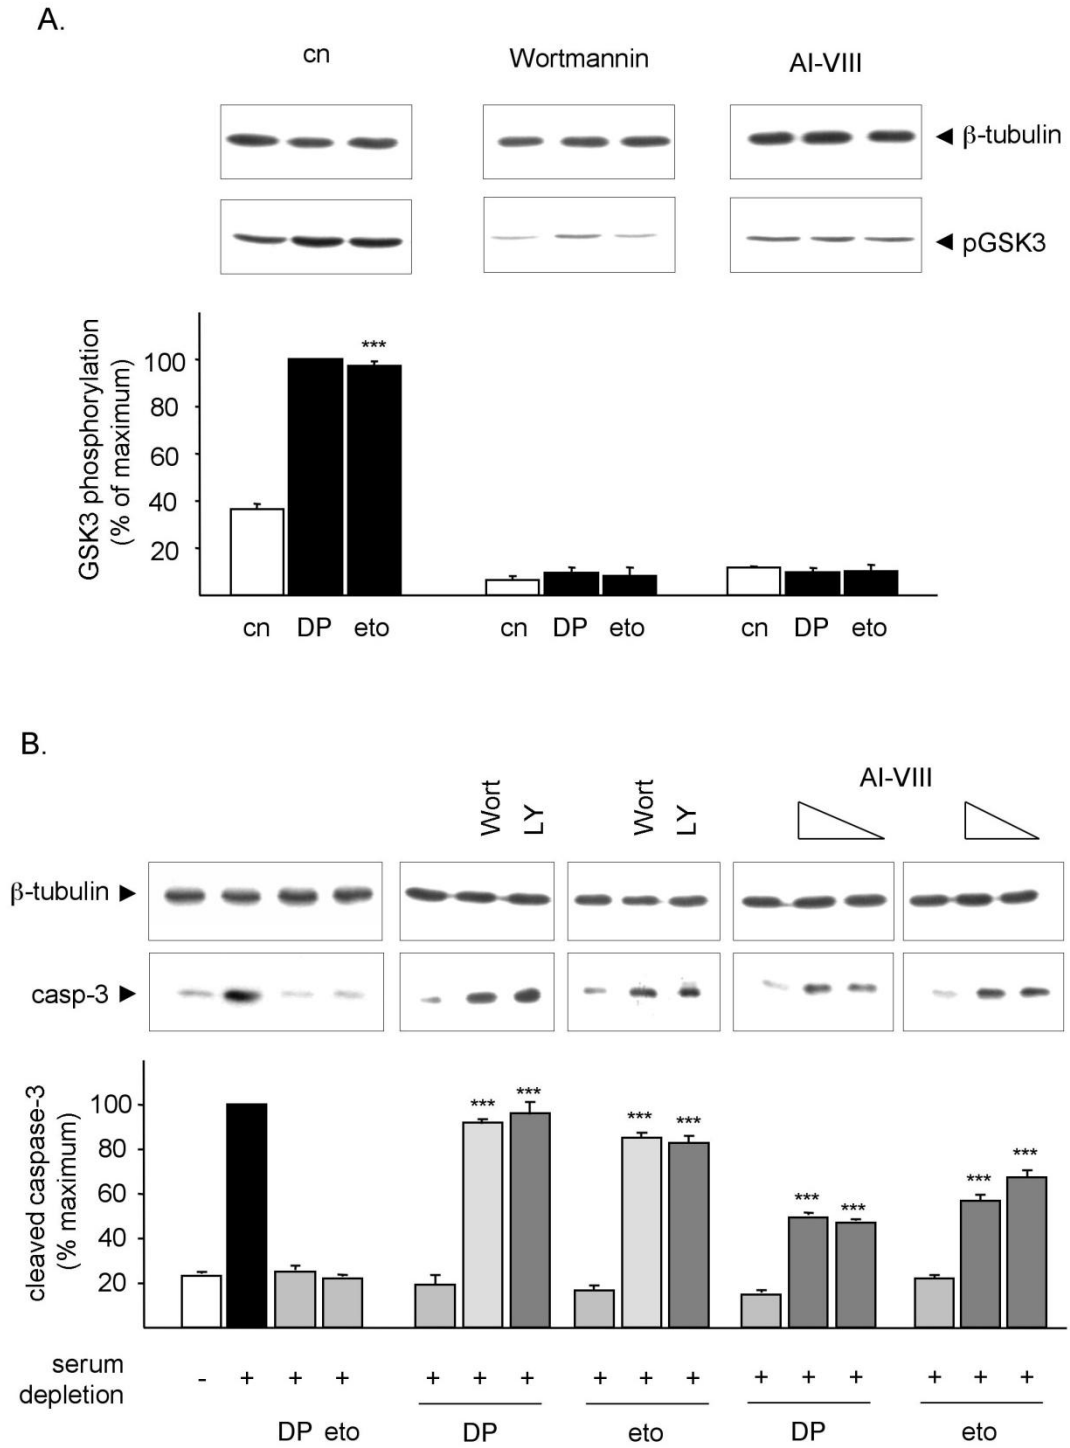 A.
cn Wortmannin AI-VIII
◄ β-tubulin
◄ pGSK3
GSK3 phosphorylation
(% of maximum)
***
100
80
60
40
20
cn DP eto cn DP eto cn DP eto
B.
AI-VIII
Wort LY Wort LY
β-tubulin ►
casp-3 ►
cleaved caspase-3
(% maximum)
100
80
60
40
20
*** *** *** *** *** *** *** ***
serum
depletion
- + + + + + + + + + + + + + + +
DP eto DP eto DP eto